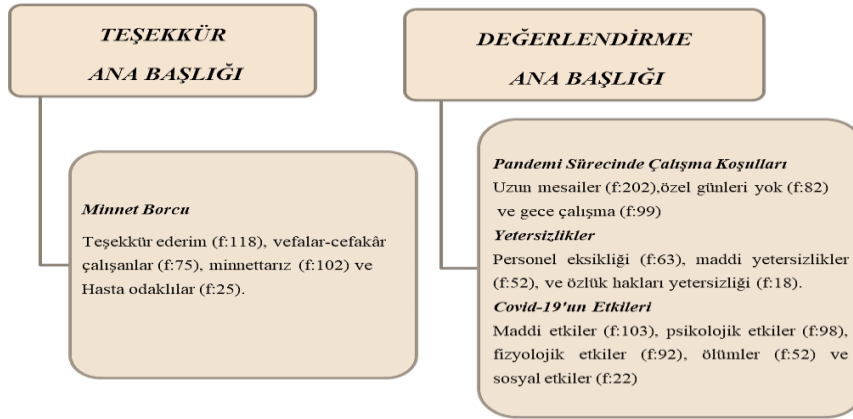 TEŞEKKÜR
ANA BAŞLIĞI
DEĞERLENDİRME
ANA BAŞLIĞI
Minnet Borcu
Teşekkür ederim (f:118), vefalar-cefakâr
çalışanlar (f:75), minnettarız (f:102) ve
Hasta odaklılar (f:25).
Pandemi Sürecinde Çalışma Koşulları
Uzun mesailer (f:202),özel günleri yok (f:82)
ve gece çalışma (f:99)
Yetersizlikler
Personel eksikliği (f:63), maddi yetersizlikler
(f:52), ve özlük hakları yetersizliği (f:18).
Covid-19'un Etkileri
Maddi etkiler (f:103), psikolojik etkiler (f:98),
fizyolojik etkiler (f:92), ölümler (f:52) ve
sosyal etkiler (f:22)